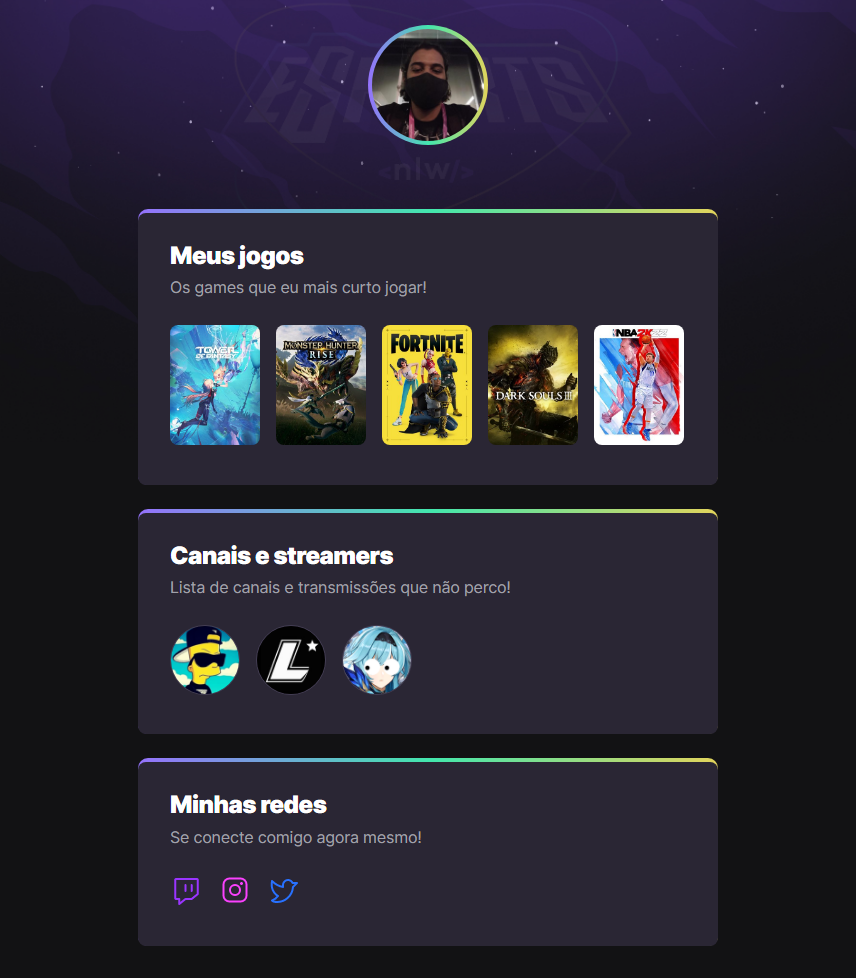 ESPORTS
<nlw/>
Meus jogos
Os games que eu mais curto jogar!
TOWER
OF FANTASY
MONSTER HUNTER
RISE
FORTNITE
DARK SOULS III
NBA 2K22
Canais e streamers
Lista de canais e transmissões que não perco!
L
Minhas redes
Se conecte comigo agora mesmo!